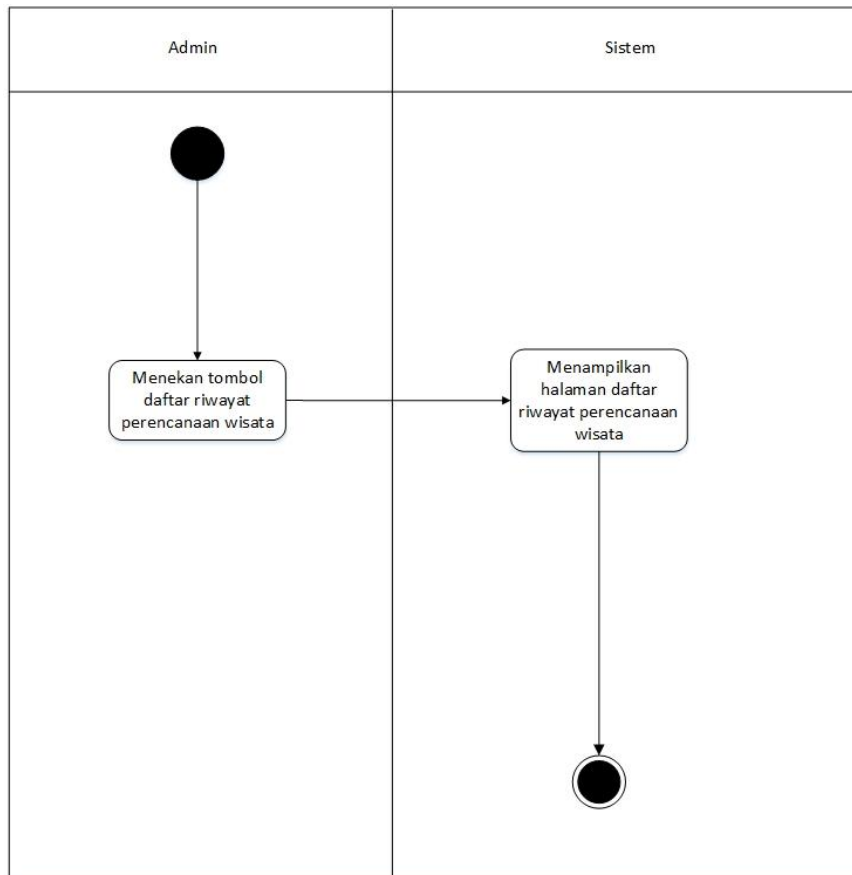 Admin
Sistem
Menekan tombol
daftar riwayat
perencanaan wisata
Menampilkan
halaman daftar
riwayat perencanaan
wisata